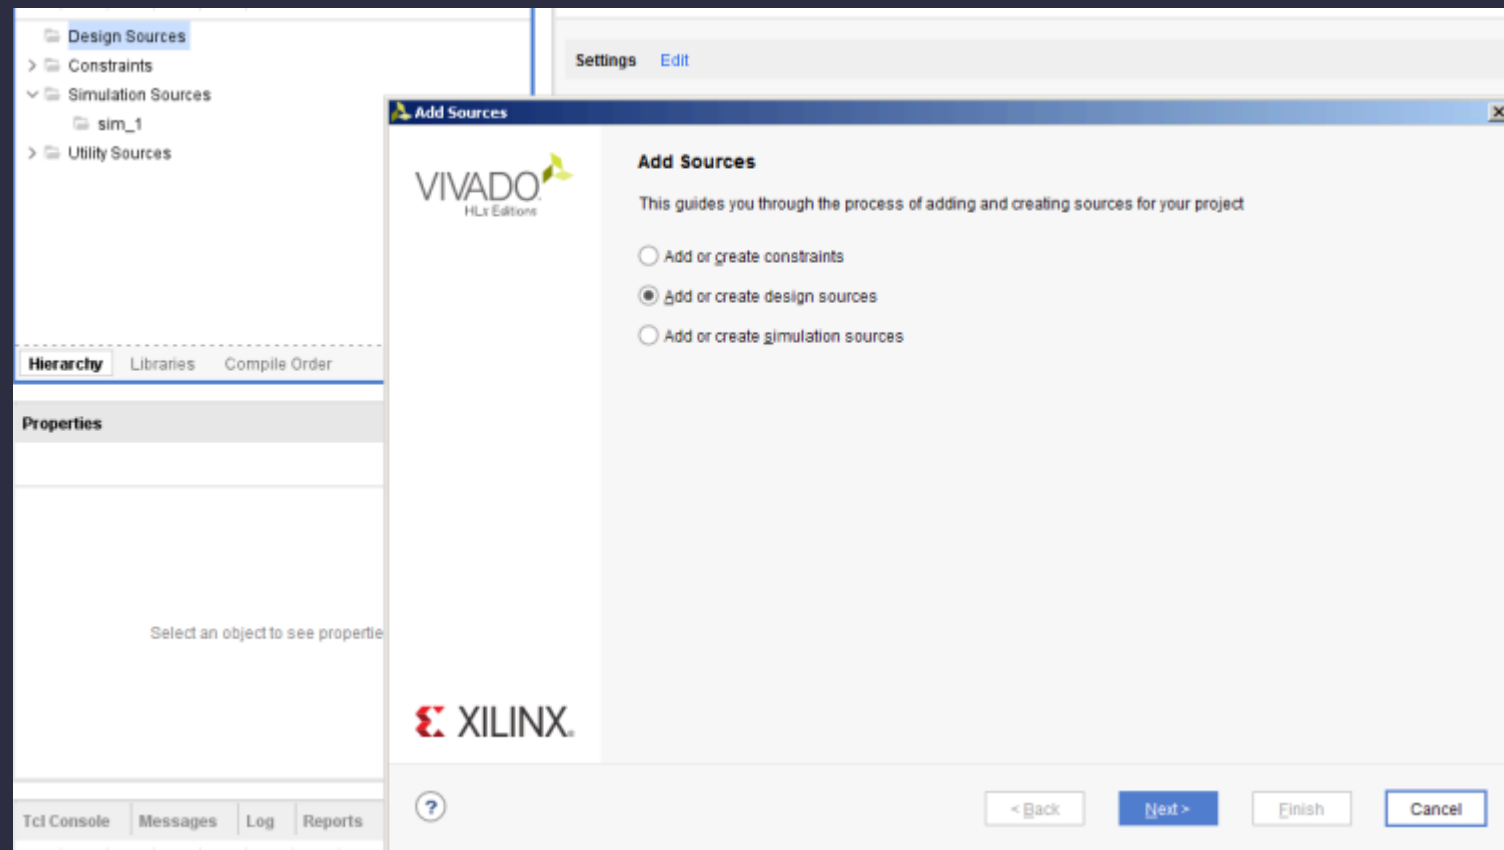 Design Sources
Constraints
Simulation Sources
sim_1
Utility Sources
Hierarchy Libraries Compile Order
Properties
Select an object to see propertie
Tcl Console Messages Log Reports
Settings Edit
Add Sources
VIVADO
HLx Editions
Add Sources
This guides you through the process of adding and creating sources for your project
Add or create constraints
Add or create design sources
Add or create simulation sources
XILINX
?
< Back Next > Finish Cancel